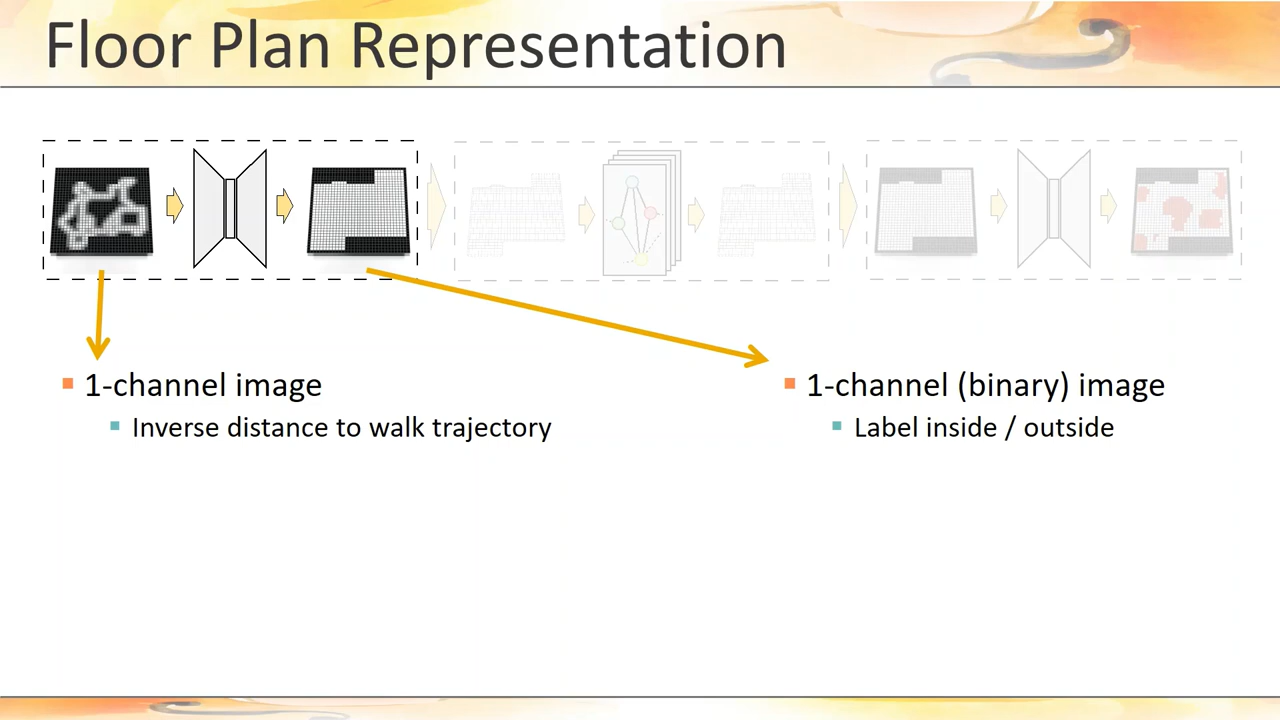 Floor Plan Representation
1-channel image
Inverse distance to walk trajectory
1-channel (binary) image
Label inside / outside